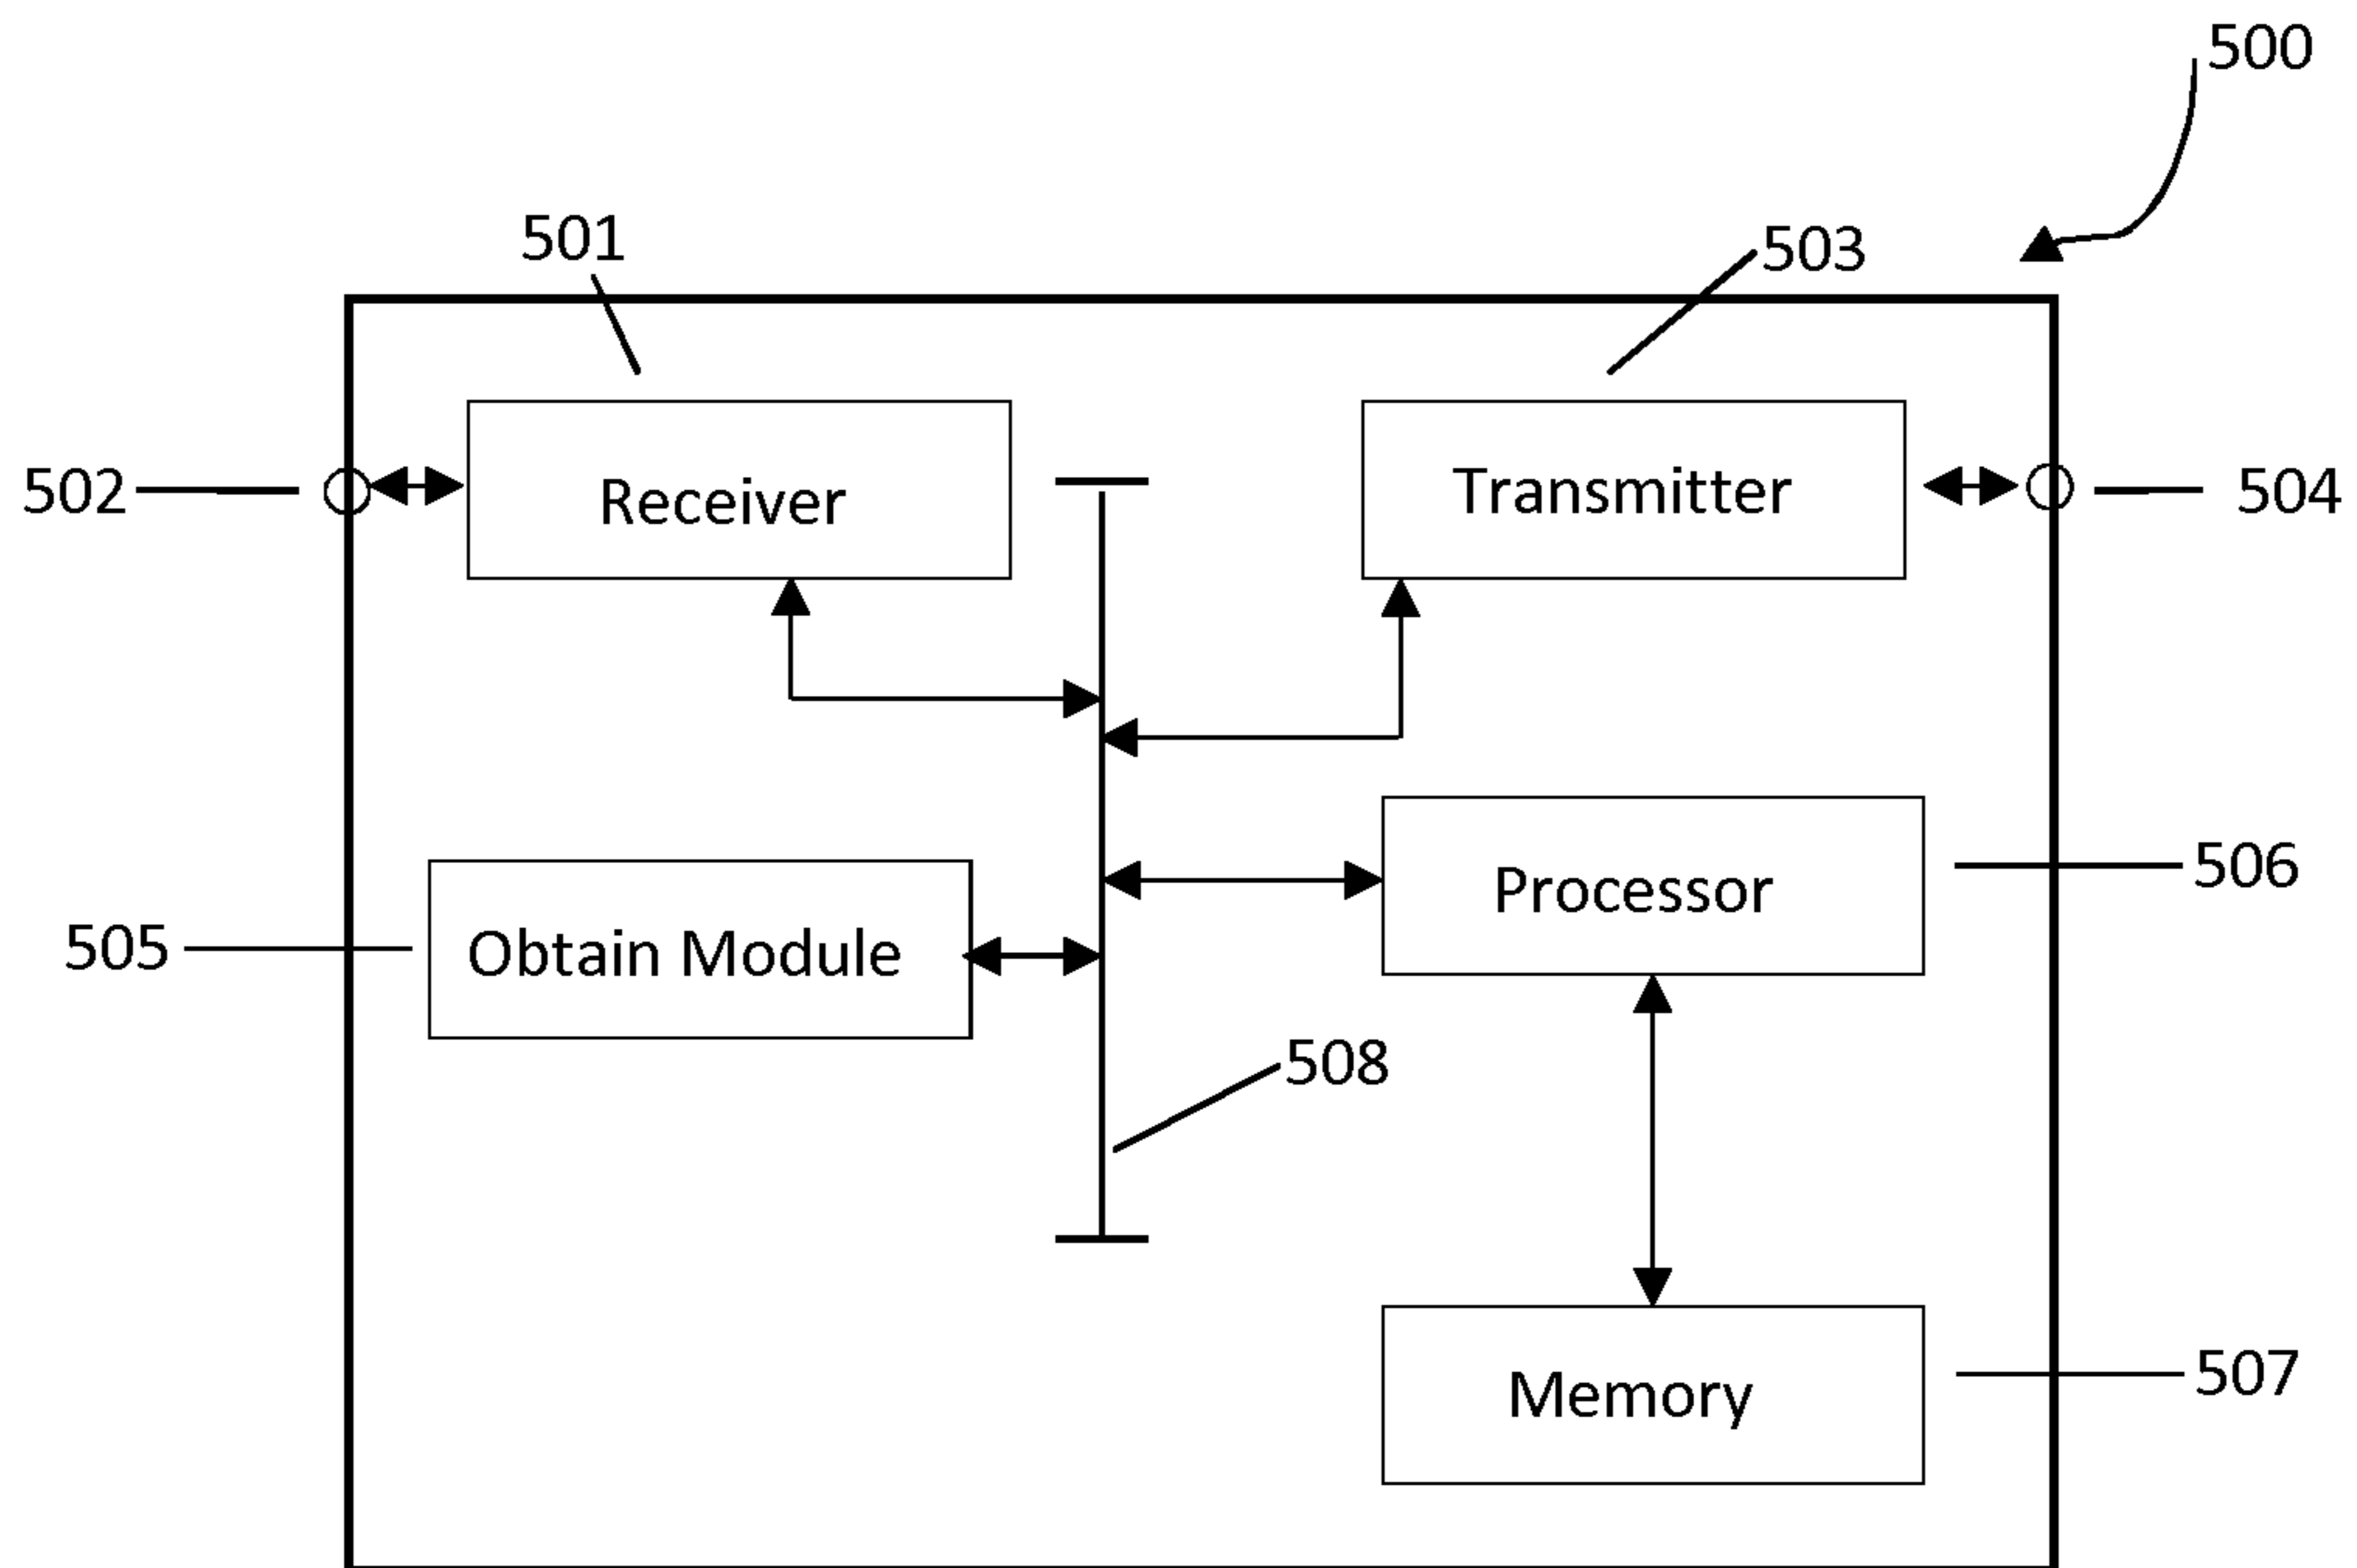 500
501
503
502
Receiver
Transmitter
504
Processor
506
505
Obtain Module
508
507
Memory